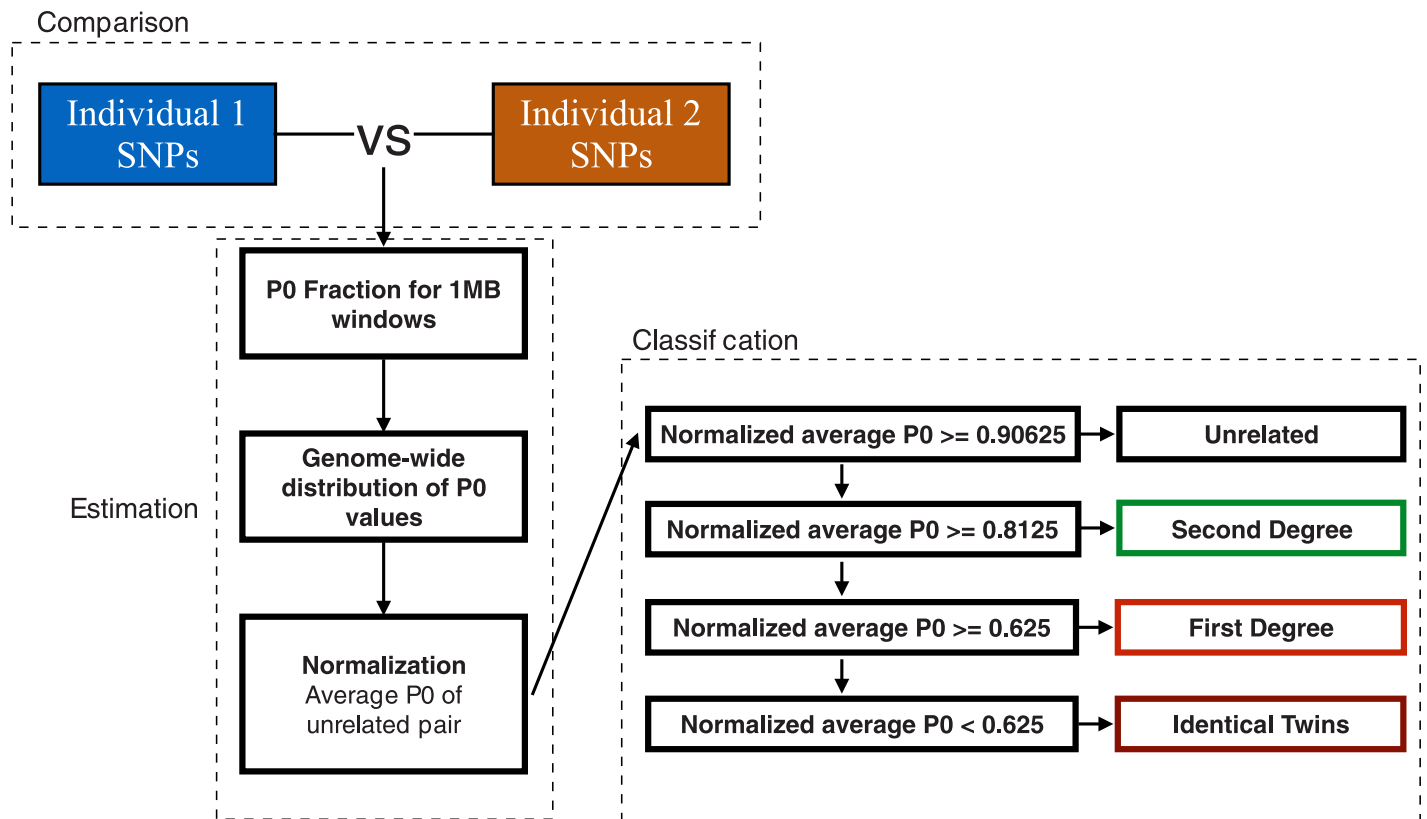 Comparison
Individual 1
SNPs
vs
Individual 2
SNPs
P0 Fraction for 1MB
windows
Genome-wide
distribution of P0
values
Estimation
Normalization
Average P0 of
unrelated pair
Classif cation
Normalized average P0 >= 0.90625
Unrelated
Normalized average P0 >= 0.8125
Second Degree
Normalized average P0 >= 0.625
First Degree
Normalized average P0 < 0.625
Identical Twins